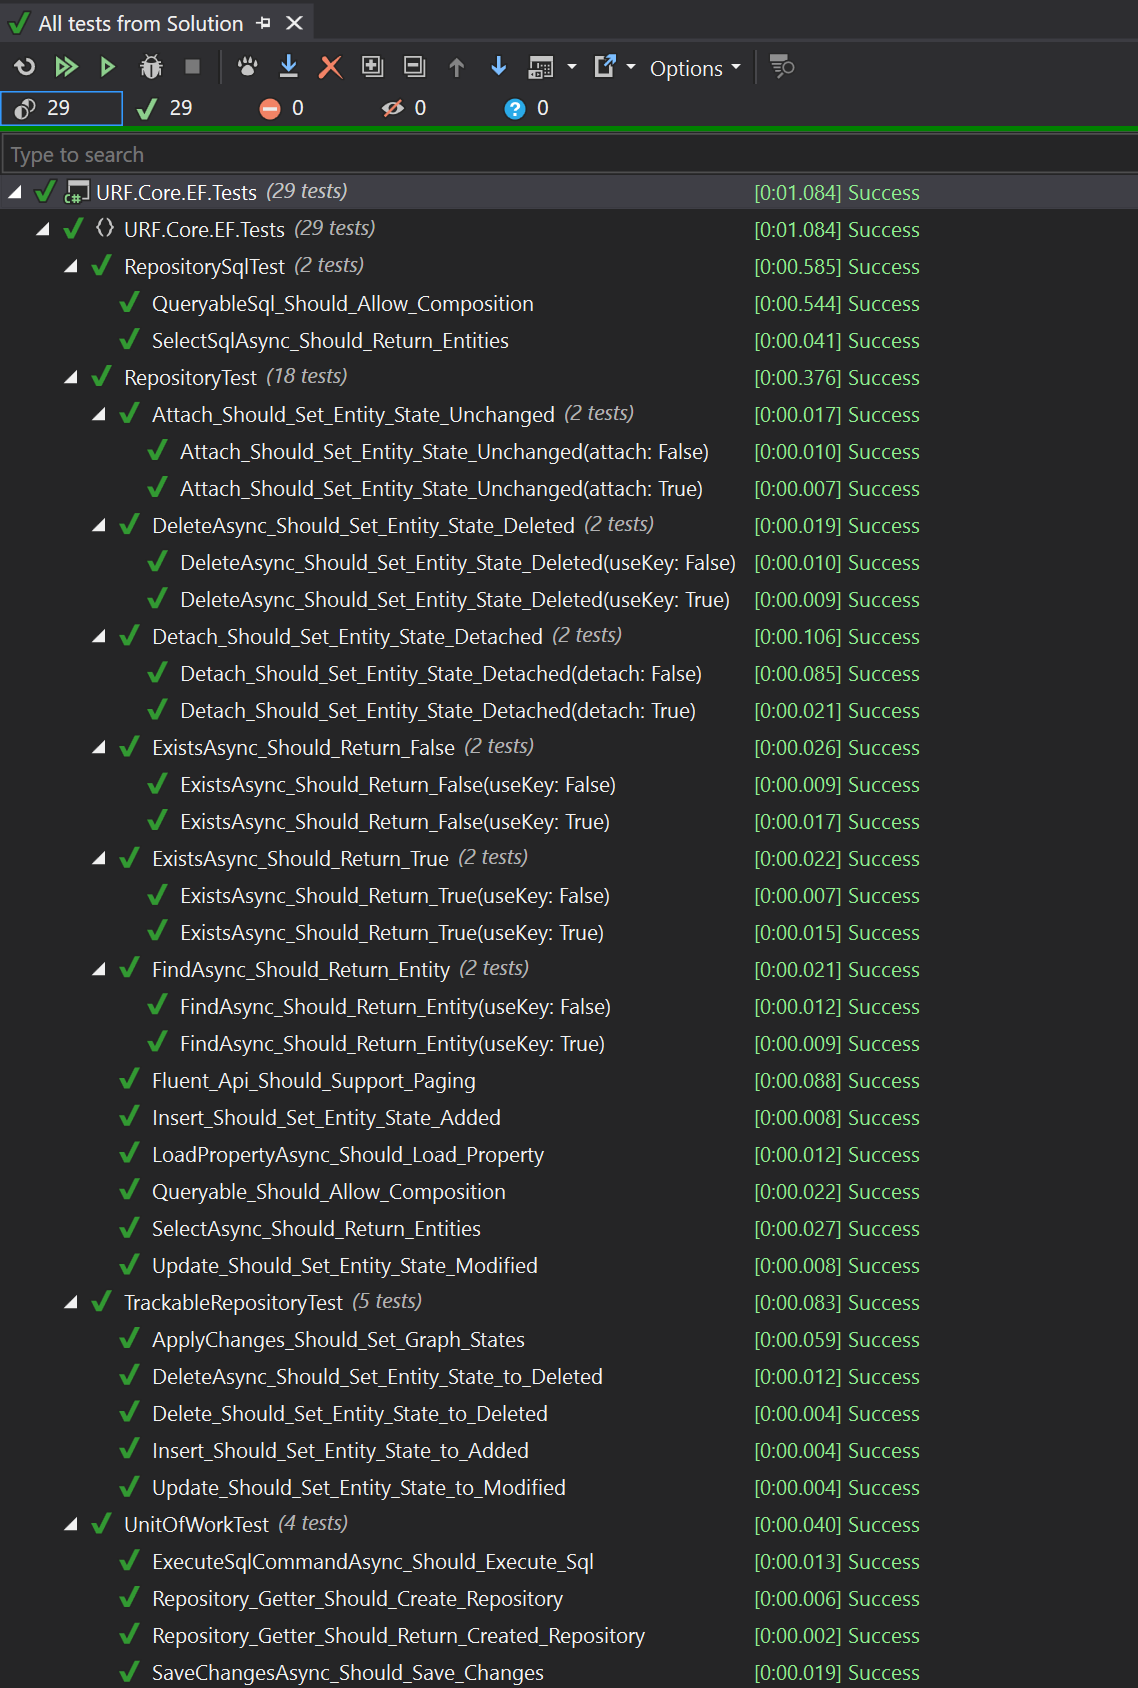 All tests from Solution
Options
29 29 0 0 0
Type to search
URF.Core.EF.Tests (29 tests) [0:01.084] Success
URF.Core.EF.Tests (29 tests) [0:01.084] Success
RepositorySqlTest (2 tests) [0:00.585] Success
QueryableSql_Should_Allow_Composition [0:00.544] Success
SelectSqlAsync_Should_Return_Entities [0:00.041] Success
RepositoryTest (18 tests) [0:00.376] Success
Attach_Should_Set_Entity_State_Unchanged (2 tests) [0:00.017] Success
Attach_Should_Set_Entity_State_Unchanged(attach: False) [0:00.010] Success
Attach_Should_Set_Entity_State_Unchanged(attach: True) [0:00.007] Success
DeleteAsync_Should_Set_Entity_State_Deleted (2 tests) [0:00.019] Success
DeleteAsync_Should_Set_Entity_State_Deleted(useKey: False) [0:00.010] Success
DeleteAsync_Should_Set_Entity_State_Deleted(useKey: True) [0:00.009] Success
Detach_Should_Set_Entity_State_Detached (2 tests) [0:00.106] Success
Detach_Should_Set_Entity_State_Detached(detach: False) [0:00.085] Success
Detach_Should_Set_Entity_State_Detached(detach: True) [0:00.021] Success
ExistsAsync_Should_Return_False (2 tests) [0:00.026] Success
ExistsAsync_Should_Return_False(useKey: False) [0:00.009] Success
ExistsAsync_Should_Return_False(useKey: True) [0:00.017] Success
ExistsAsync_Should_Return_True (2 tests) [0:00.022] Success
ExistsAsync_Should_Return_True(useKey: False) [0:00.007] Success
ExistsAsync_Should_Return_True(useKey: True) [0:00.015] Success
FindAsync_Should_Return_Entity (2 tests) [0:00.021] Success
FindAsync_Should_Return_Entity(useKey: False) [0:00.012] Success
FindAsync_Should_Return_Entity(useKey: True) [0:00.009] Success
Fluent_Api_Should_Support_Paging [0:00.088] Success
Insert_Should_Set_Entity_State_Added [0:00.008] Success
LoadPropertyAsync_Should_Load_Property [0:00.012] Success
Queryable_Should_Allow_Composition [0:00.022] Success
SelectAsync_Should_Return_Entities [0:00.027] Success
Update_Should_Set_Entity_State_Modified [0:00.008] Success
TrackableRepositoryTest (5 tests) [0:00.083] Success
ApplyChanges_Should_Set_Graph_States [0:00.059] Success
DeleteAsync_Should_Set_Entity_State_to_Deleted [0:00.012] Success
Delete_Should_Set_Entity_State_to_Deleted [0:00.004] Success
Insert_Should_Set_Entity_State_to_Added [0:00.004] Success
Update_Should_Set_Entity_State_to_Modified [0:00.004] Success
UnitOfWorkTest (4 tests) [0:00.040] Success
ExecuteSqlCommandAsync_Should_Execute_Sql [0:00.013] Success
Repository_Getter_Should_Create_Repository [0:00.006] Success
Repository_Getter_Should_Return_Created_Repository [0:00.002] Success
SaveChangesAsync_Should_Save_Changes [0:00.019] Success